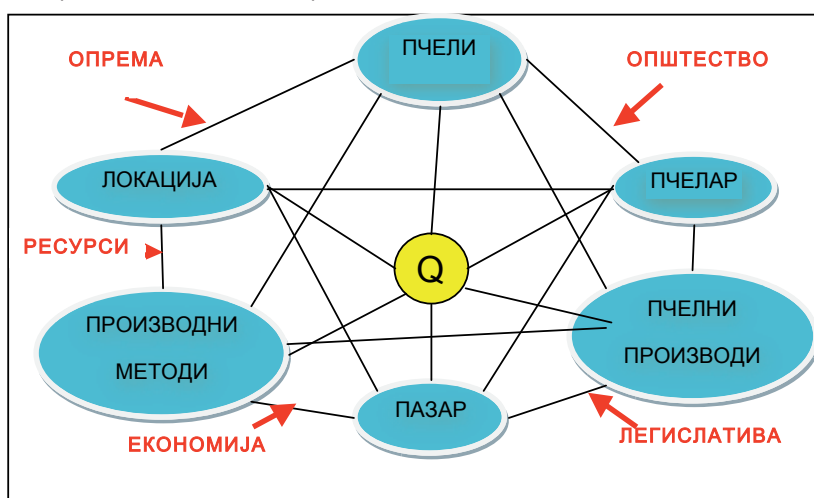 ПЧЕЛИ
ОПРЕМА
ОПШТЕСТВО
ЛОКАЦИЈА
ПЧЕЛАР
РЕСУРСИ
Q
ПРОИЗВОДНИ
МЕТОДИ
ПЧЕЛНИ
ПРОИЗВОДИ
ПАЗАР
ЕКОНОМИЈА
ЛЕГИСЛАТИВА